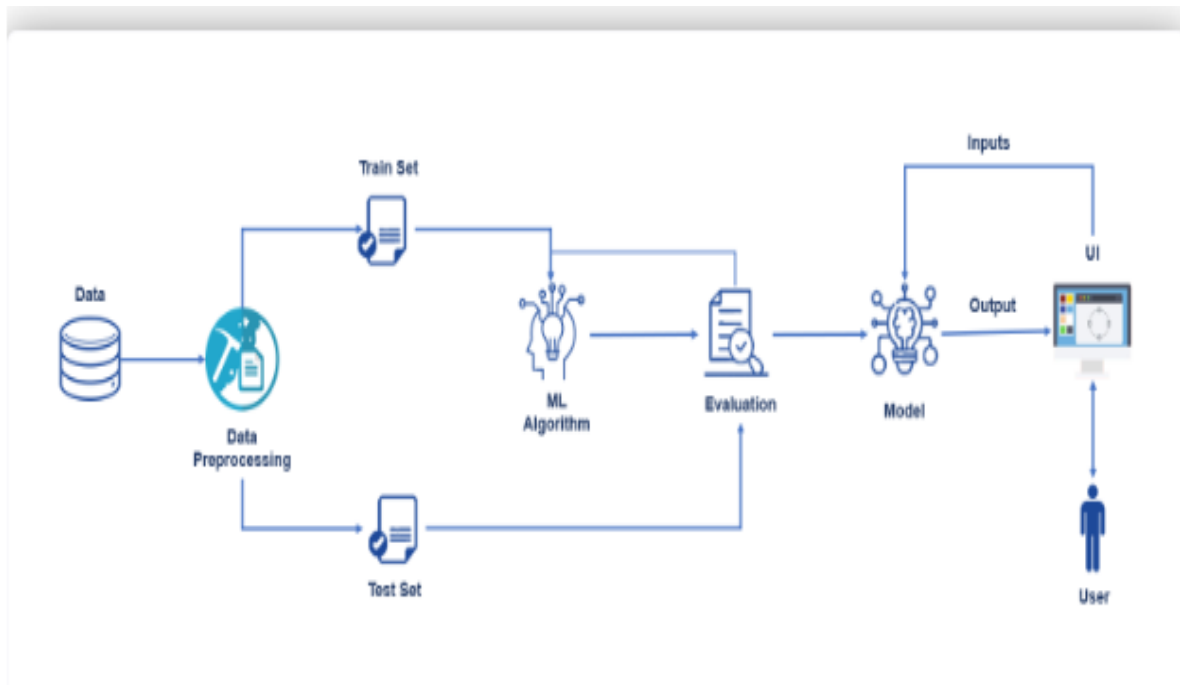 Train Set
Inputs
UI
Data
Output
ML
Algorithm
Evaluation
Model
Data
Preprocessing
Test Set
User